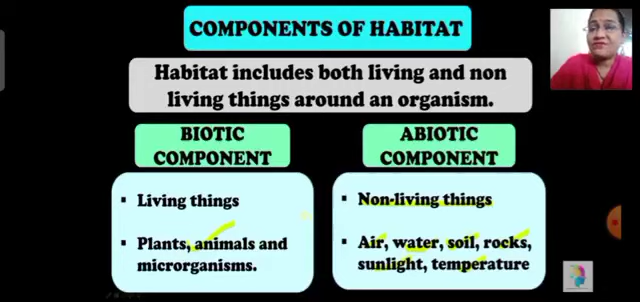 COMPONENTS OF HABITAT
Habitat includes both living and non
living things around an organism.
BIOTIC
COMPONENT
▪ Living things
▪ Plants, animals and
microrganisms.
ABIOTIC
COMPONENT
▪ Non-living things
▪ Air, water, soil, rocks,
sunlight, temperature